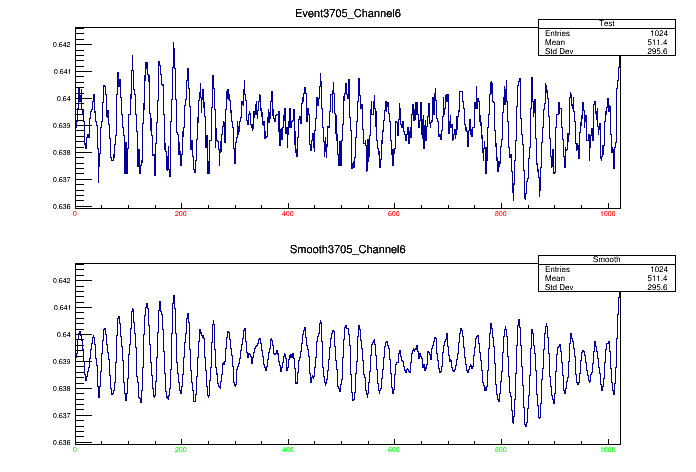 Event3705_Channel6
Test
Entries 1024
Mean 511.4
Std Dev 295.6
0.642
0.641
0.64
0.639
0.638
0.637
0.636
0 200 400 600 800 1000
Smooth3705_Channel6
Smooth
Entries 1024
Mean 511.4
Std Dev 295.6
0.642
0.641
0.64
0.639
0.638
0.637
0.636
0 200 400 600 800 1000